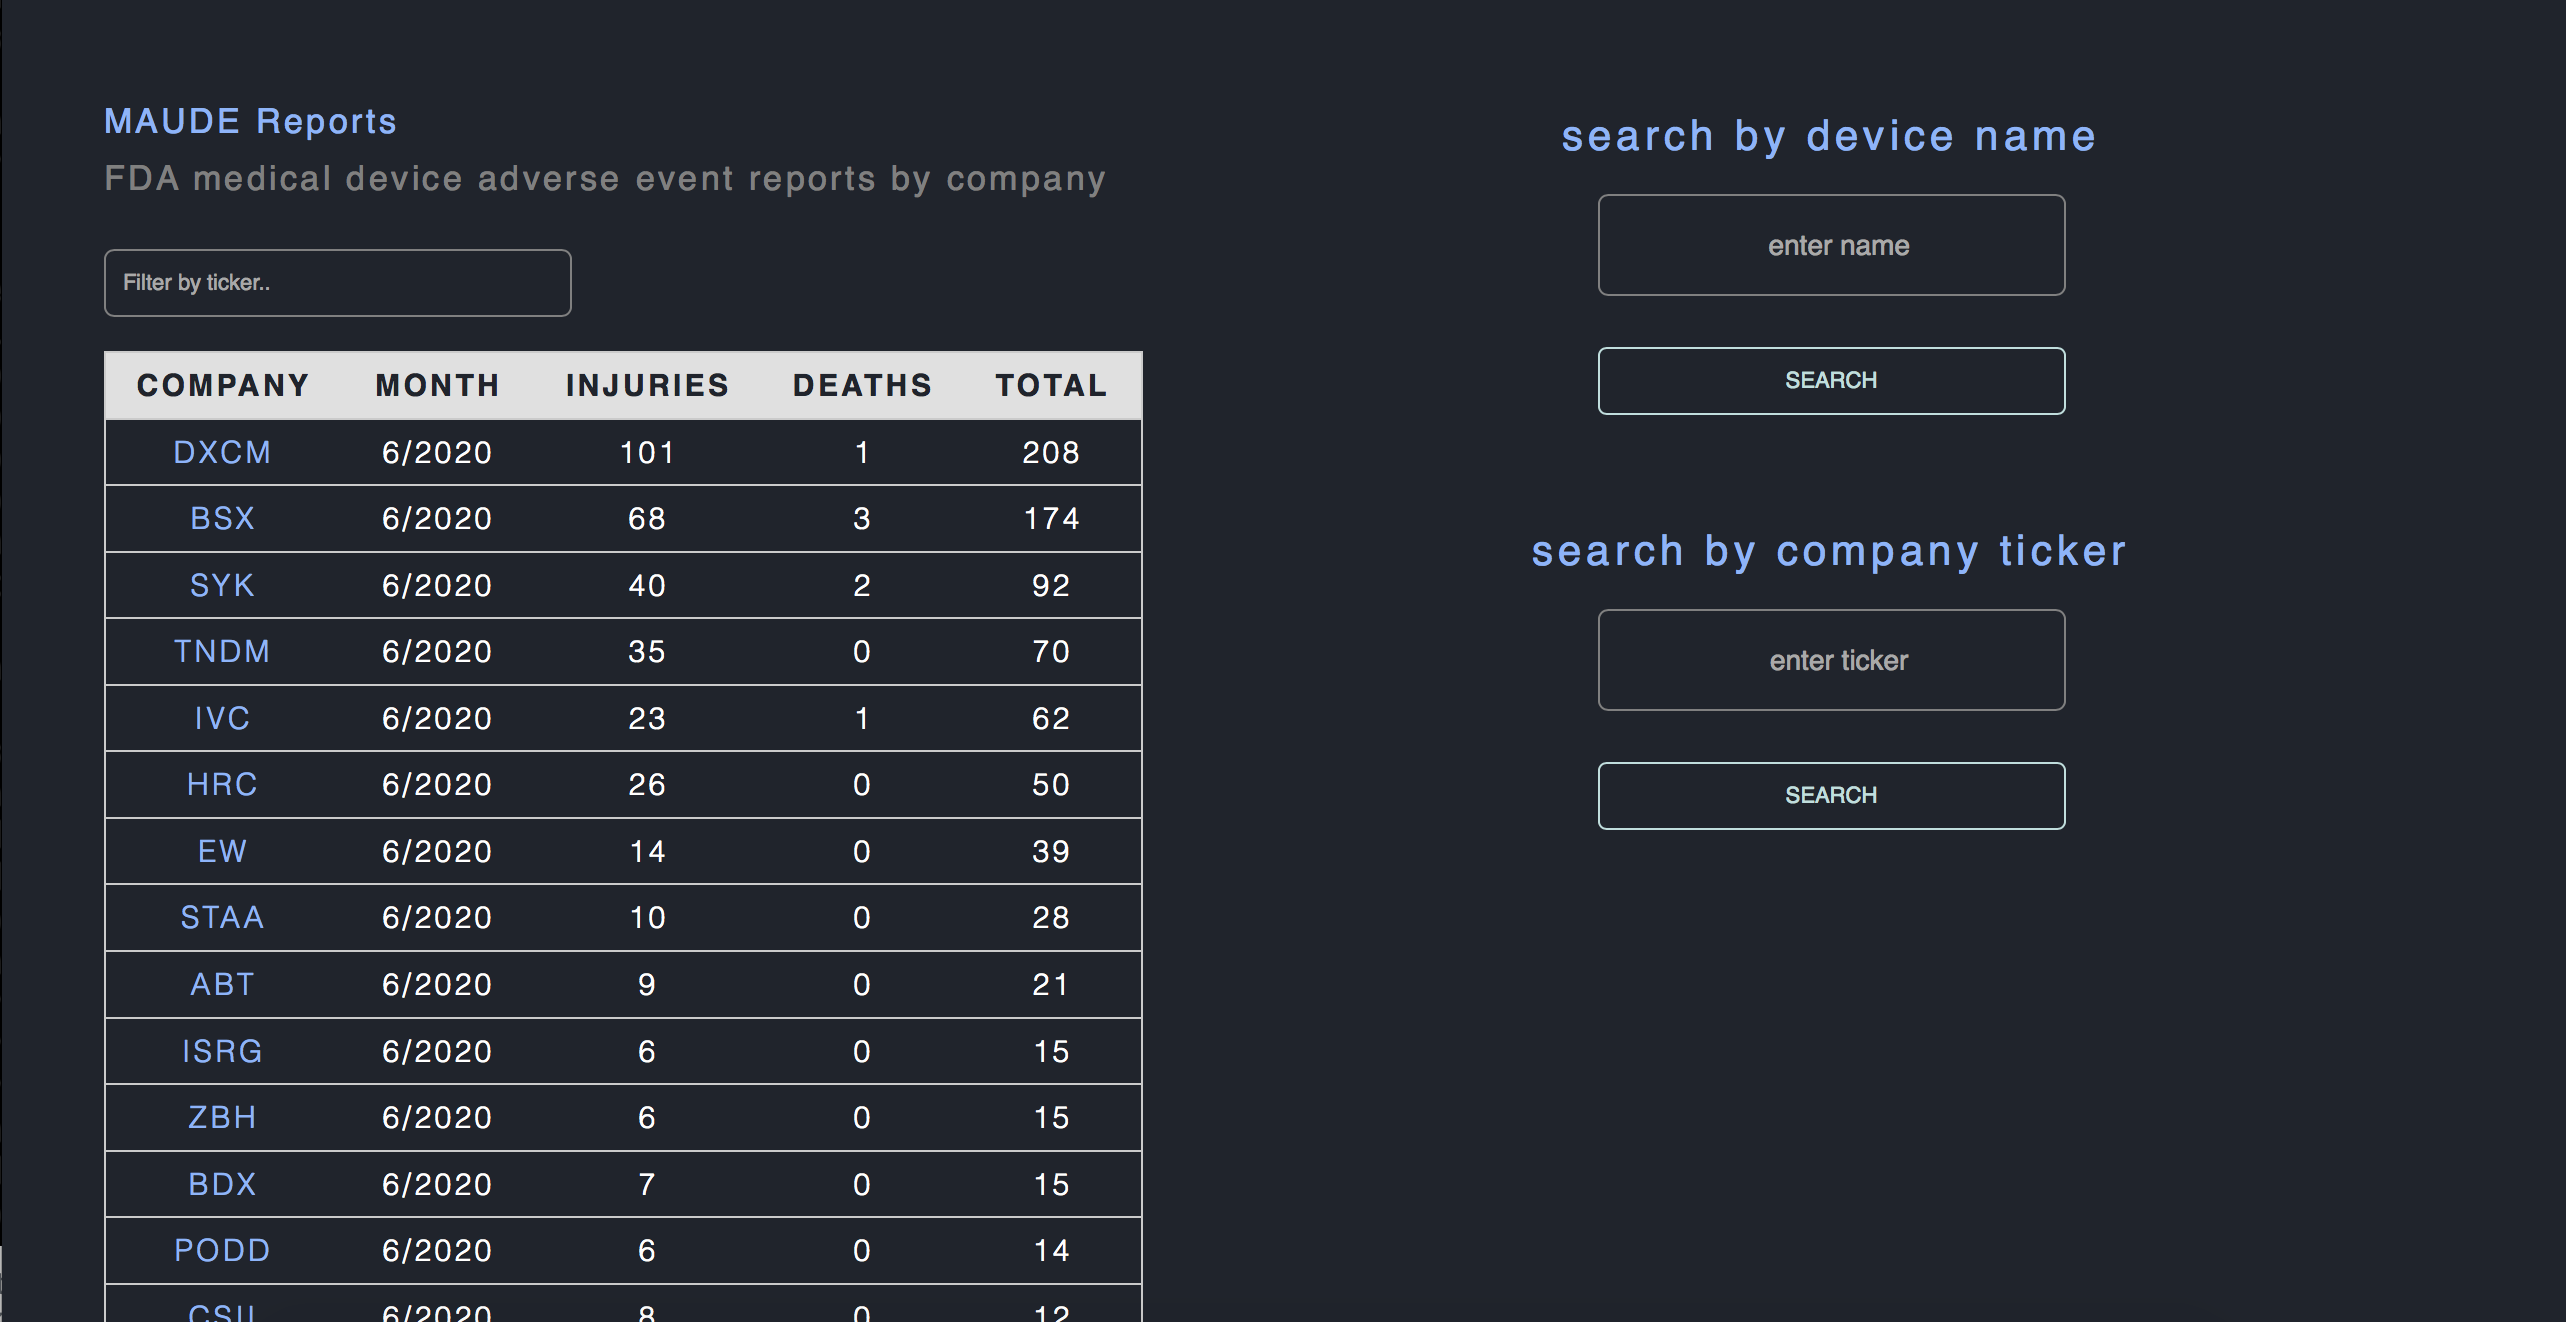 MAUDE Reports
FDA medical device adverse event reports by company
Filter by ticker..
COMPANY MONTH INJURIES DEATHS TOTAL
DXCM 6/2020 101 1 208
BSX 6/2020 68 3 174
SYK 6/2020 40 2 92
TNDM 6/2020 35 0 70
IVC 6/2020 23 1 62
HRC 6/2020 26 0 50
EW 6/2020 14 0 39
STAA 6/2020 10 0 28
ABT 6/2020 9 0 21
ISRG 6/2020 6 0 15
ZBH 6/2020 6 0 15
BDX 6/2020 7 0 15
PODD 6/2020 6 0 14
CSII 6/2020 8 0 12
search by device name
enter name
SEARCH
search by company ticker
enter ticker
SEARCH